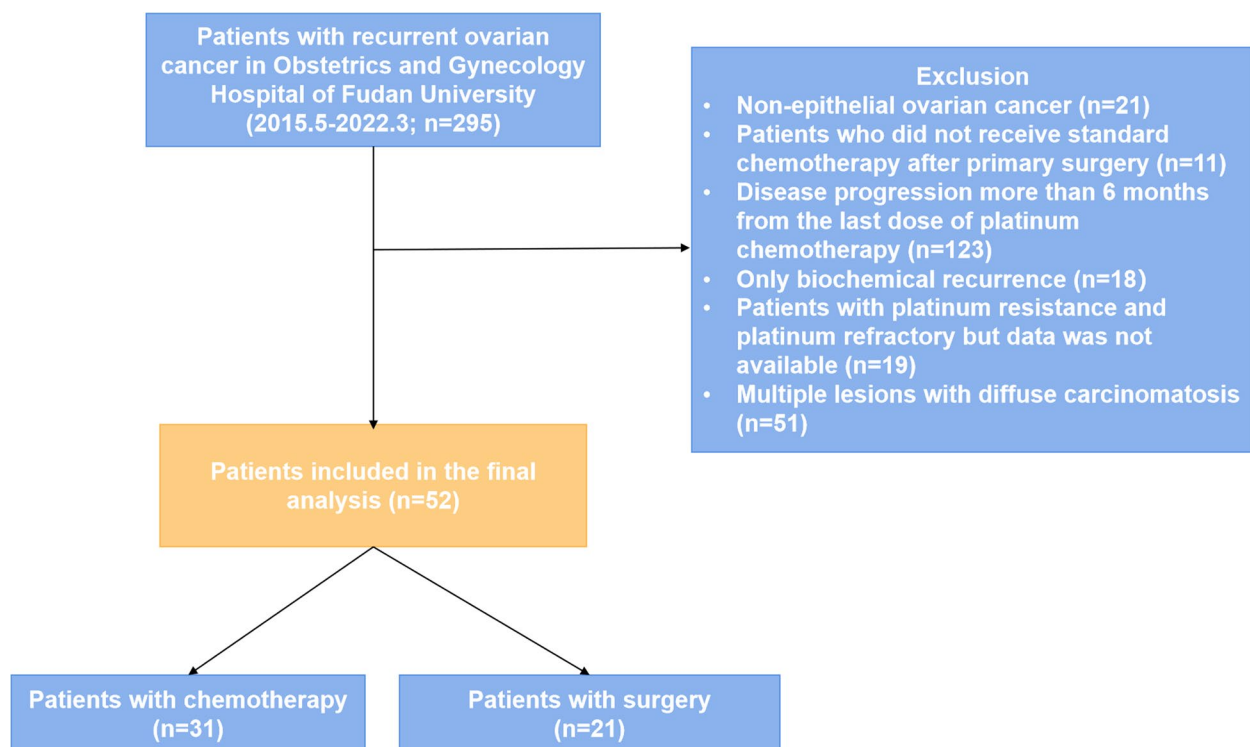 Patients with recurrent ovarian
cancer in Obstetrics and Gynecology
Hospital of Fudan University
(2015.5-2022.3; n=295)
Exclusion
• Non-epithelial ovarian cancer (n=21)
• Patients who did not receive standard
chemotherapy after primary surgery (n=11)
• Disease progression more than 6 months
from the last dose of platinum
chemotherapy (n=123)
• Only biochemical recurrence (n=18)
• Patients with platinum resistance and
platinum refractory but data was not
available (n=19)
• Multiple lesions with diffuse carcinomatosis
(n=51)
Patients included in the final
analysis (n=52)
Patients with chemotherapy
(n=31)
Patients with surgery
(n=21)